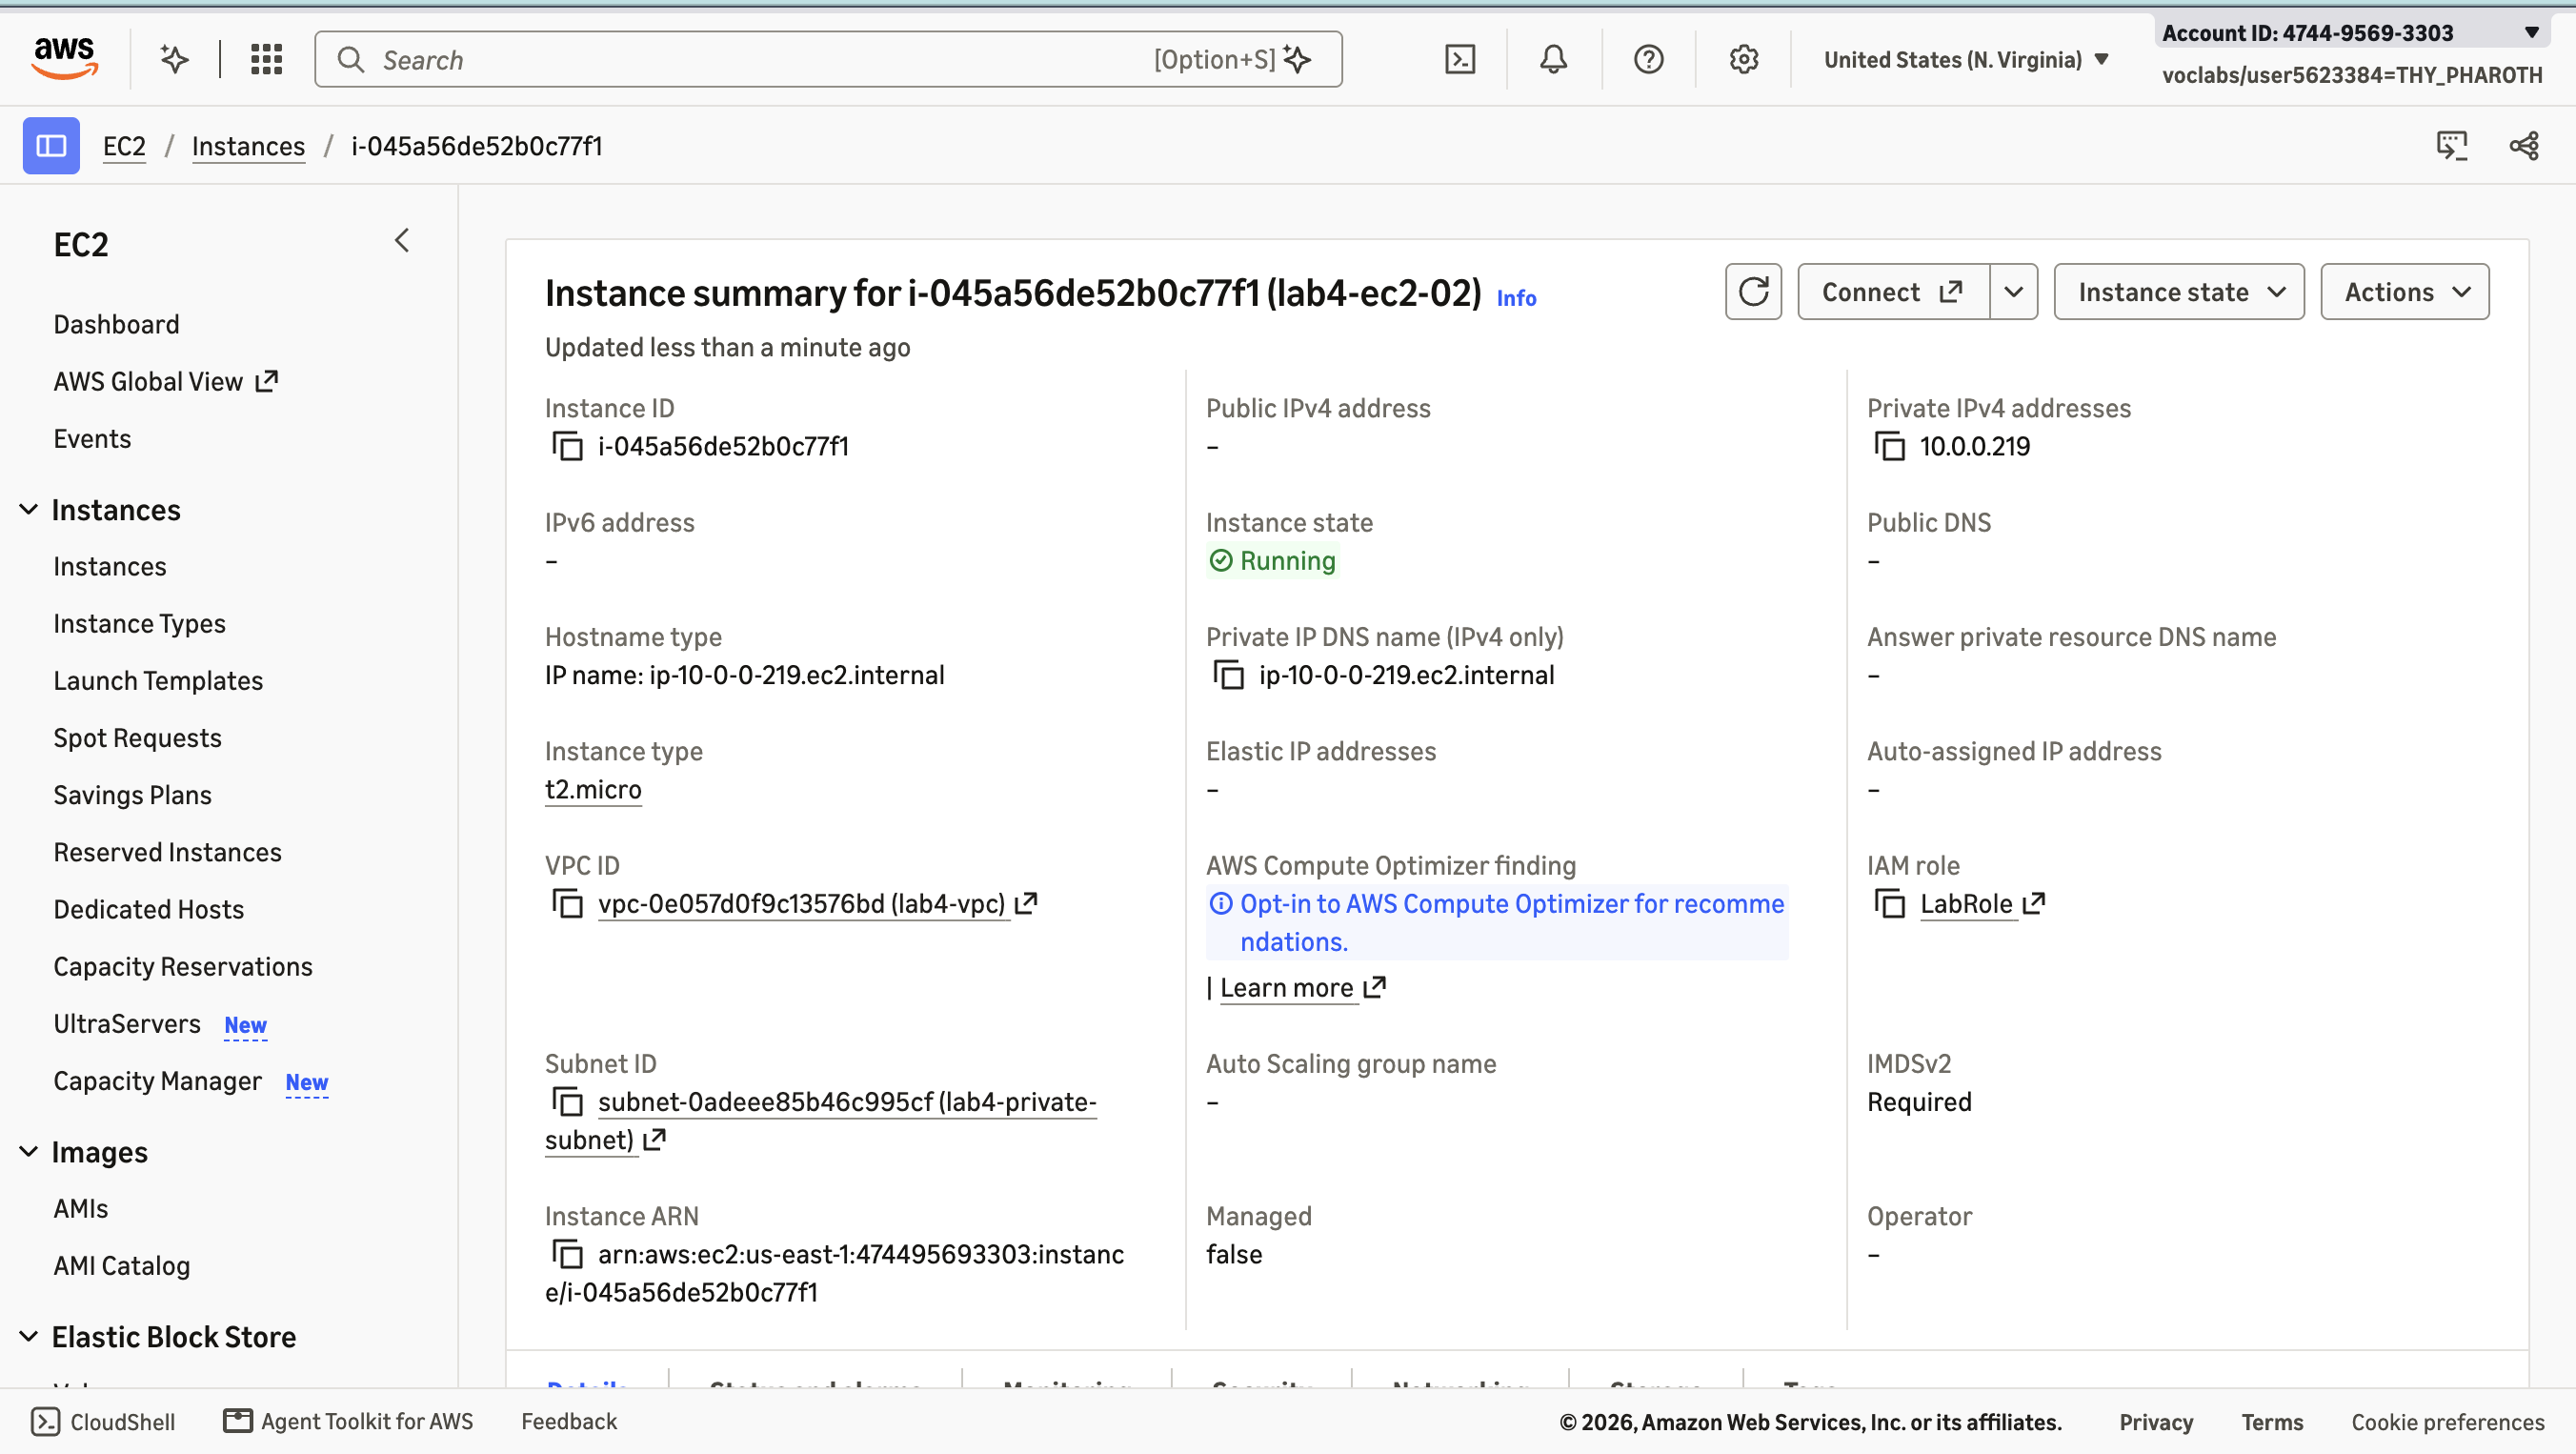 aws
Search
[Option+S]
United States (N. Virginia)
Account ID: 4744-9569-3303
voclabs/user5623384=THY_PHAROTH
EC2 / Instances / i-045a56de52b0c77f1
EC2
Dashboard
AWS Global View
Events
Instances
Instances
Instance Types
Launch Templates
Spot Requests
Savings Plans
Reserved Instances
Dedicated Hosts
Capacity Reservations
UltraServers New
Capacity Manager New
Images
AMIs
AMI Catalog
Elastic Block Store
Instance summary for i-045a56de52b0c77f1 (lab4-ec2-02) Info
Connect
Instance state
Actions
Updated less than a minute ago
Instance ID
i-045a56de52b0c77f1
Public IPv4 address
–
Private IPv4 addresses
10.0.0.219
IPv6 address
–
Instance state
Running
Public DNS
–
Hostname type
IP name: ip-10-0-0-219.ec2.internal
Private IP DNS name (IPv4 only)
ip-10-0-0-219.ec2.internal
Answer private resource DNS name
–
Instance type
t2.micro
Elastic IP addresses
–
Auto-assigned IP address
–
VPC ID
vpc-0e057d0f9c13576bd (lab4-vpc)
AWS Compute Optimizer finding
Opt-in to AWS Compute Optimizer for recomme
ndations.
| Learn more
IAM role
LabRole
Subnet ID
subnet-0adeee85b46c995cf (lab4-private-
subnet)
Auto Scaling group name
–
IMDSv2
Required
Instance ARN
arn:aws:ec2:us-east-1:474495693303:instanc
e/i-045a56de52b0c77f1
Managed
false
Operator
–
Details
Status and alarms
Monitoring
Security
Networking
Storage
Tags
CloudShell
Agent Toolkit for AWS
Feedback
© 2026, Amazon Web Services, Inc. or its affiliates.
Privacy
Terms
Cookie preferences